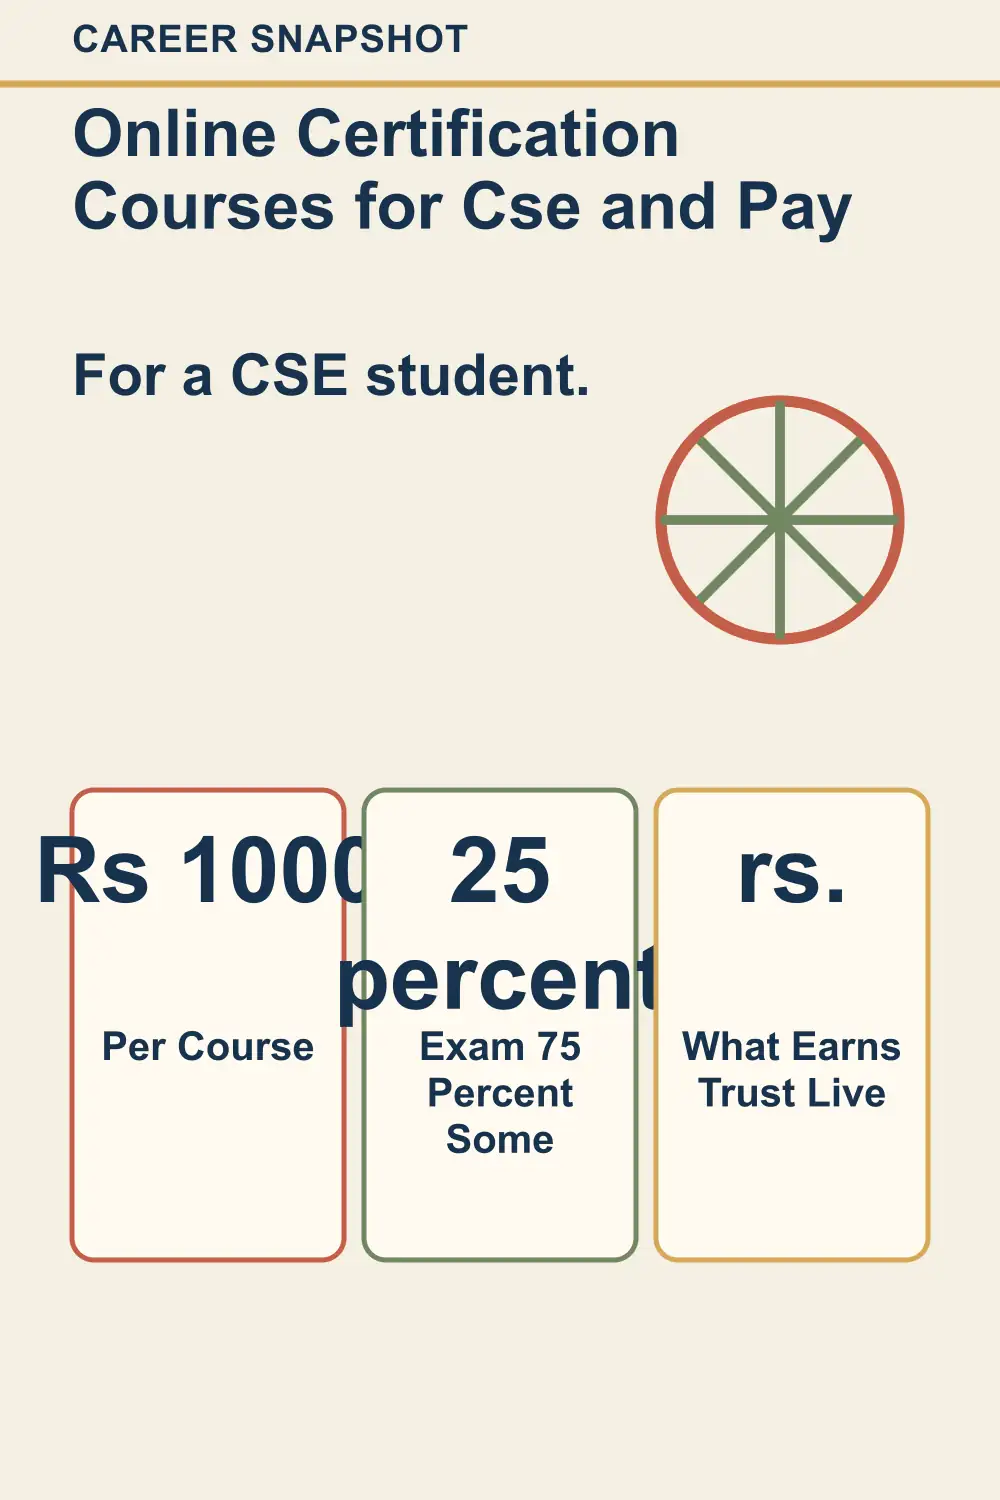 CAREER SNAPSHOT
Online Certification
Courses for Cse and Pay
For a CSE student.
Rs 1000
Per Course
25
percent
Exam 75
Percent
Some
rs.
What Earns
Trust Live